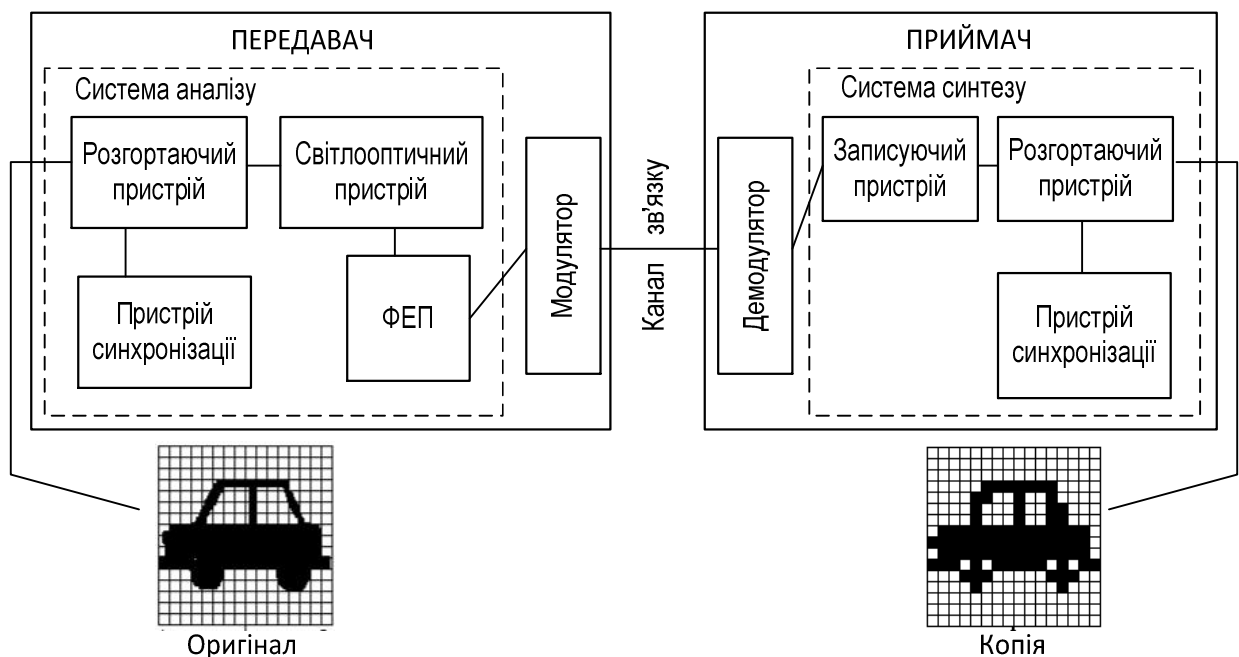 ПЕРЕДАВАЧ
Система аналізу
Розгортаючий
пристрій
Світлооптичний
пристрій
Пристрій
синхронізації
ФЕП
Модулятор
Канал зв'язку
ПРИЙМАЧ
Система синтезу
Демодулятор
Записуючий
пристрій
Розгортаючий
пристрій
Пристрій
синхронізації
Оригінал
Копія